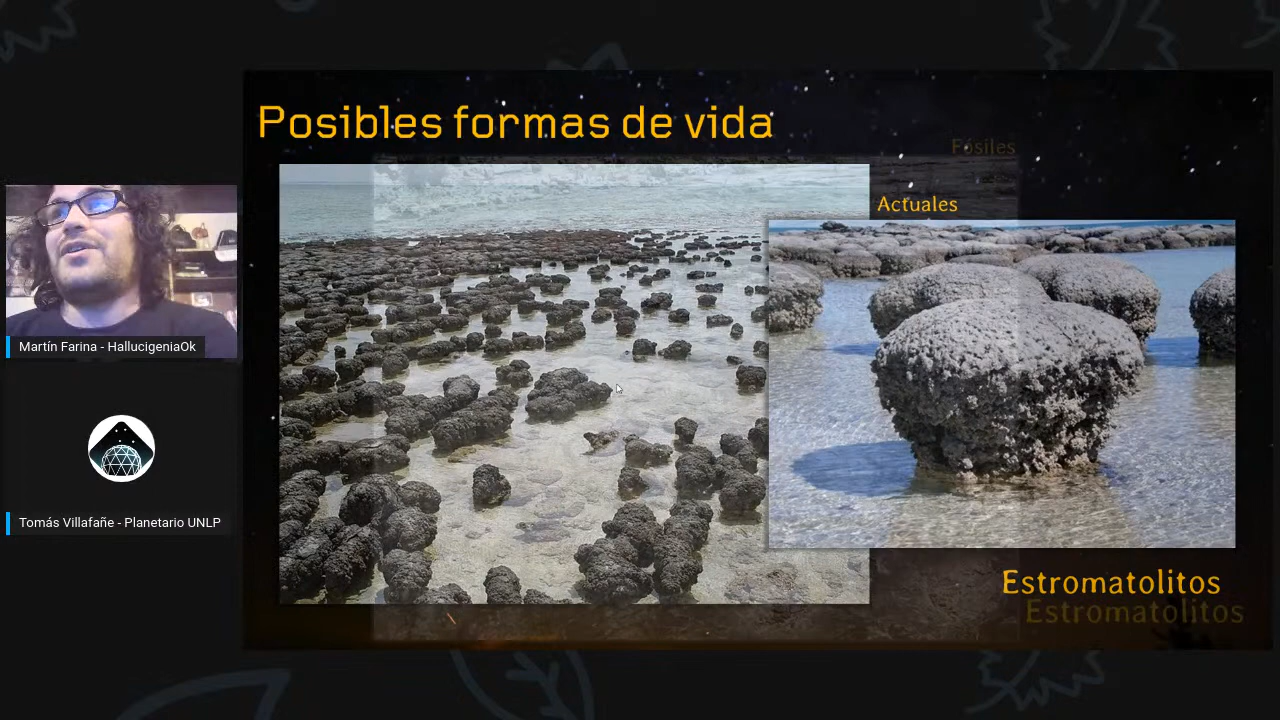 Posibles formas de vida
Fósiles
Actuales
Martín Farina - HallucigeniaOk
Tomás Villafañe - Planetario UNLP
Estromatolitos
Estromatolitos